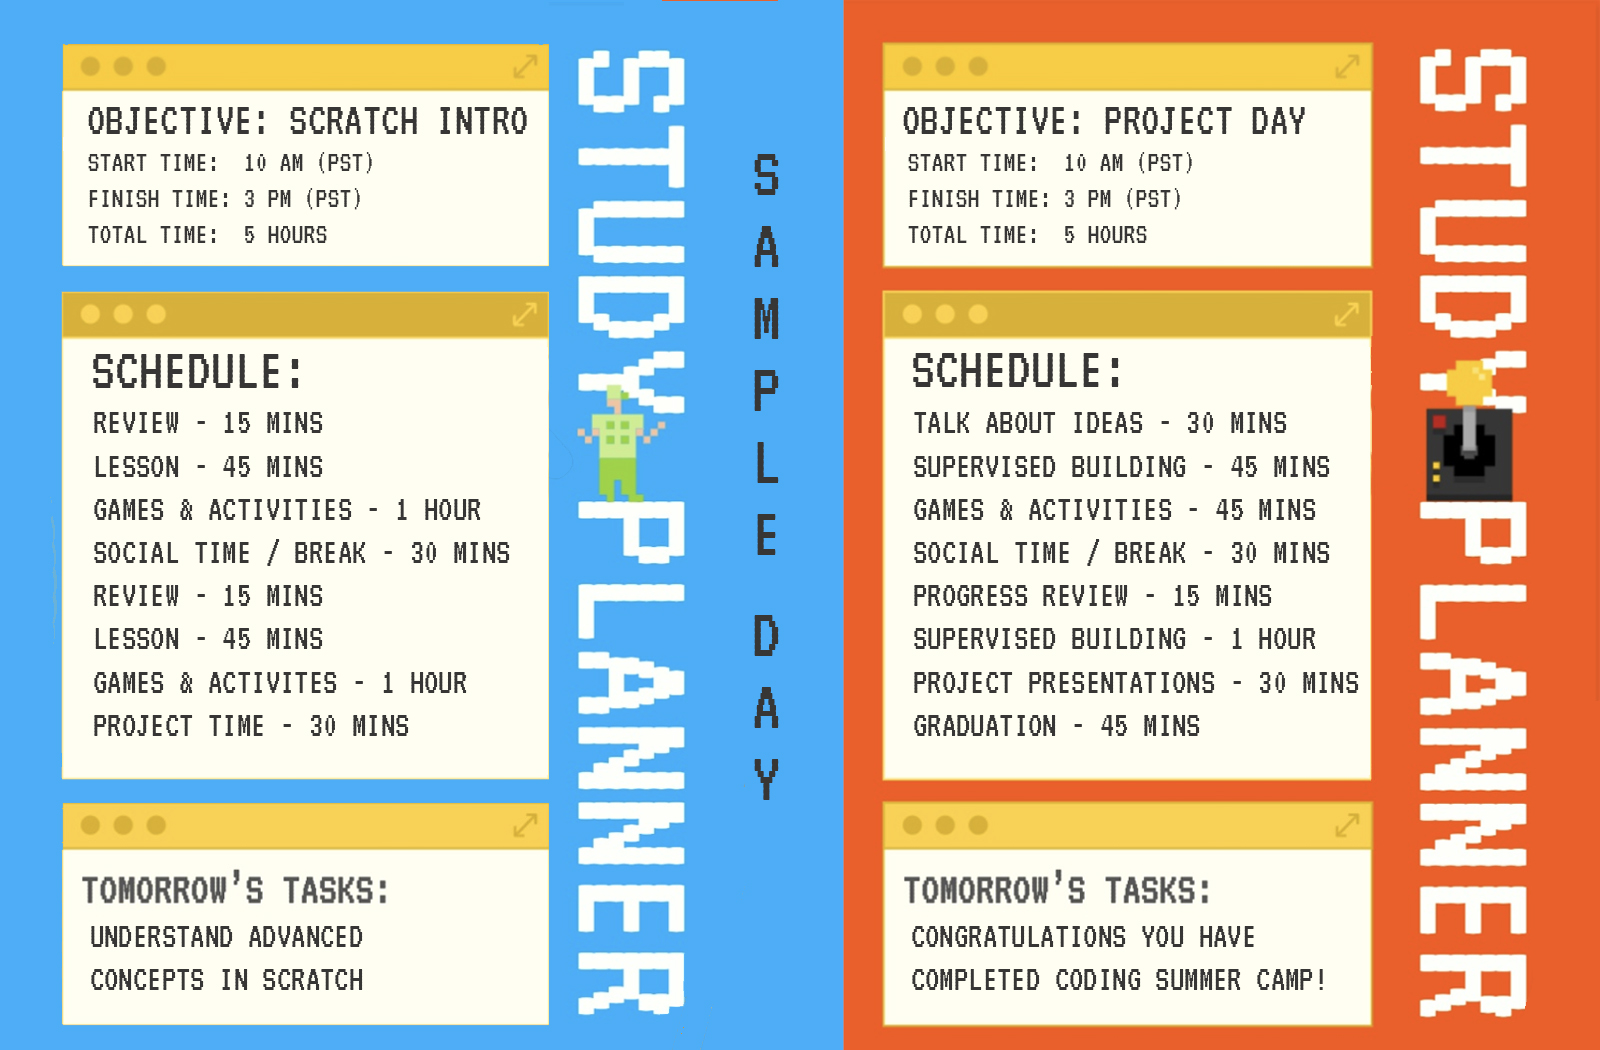 OBJECTIVE: SCRATCH INTRO
START TIME: 10 AM (PST)
FINISH TIME: 3 PM (PST)
TOTAL TIME: 5 HOURS
SCHEDULE:
REVIEW - 15 MINS
LESSON - 45 MINS
GAMES & ACTIVITIES - 1 HOUR
SOCIAL TIME / BREAK - 30 MINS
REVIEW - 15 MINS
LESSON - 45 MINS
GAMES & ACTIVITES - 1 HOUR
PROJECT TIME - 30 MINS
TOMORROW'S TASKS:
UNDERSTAND ADVANCED
CONCEPTS IN SCRATCH
STUDY PLANNER
SAMPLE DAY
OBJECTIVE: PROJECT DAY
START TIME: 10 AM (PST)
FINISH TIME: 3 PM (PST)
TOTAL TIME: 5 HOURS
SCHEDULE:
TALK ABOUT IDEAS - 30 MINS
SUPERVISED BUILDING - 45 MINS
GAMES & ACTIVITIES - 45 MINS
SOCIAL TIME / BREAK - 30 MINS
PROGRESS REVIEW - 15 MINS
SUPERVISED BUILDING - 1 HOUR
PROJECT PRESENTATIONS - 30 MINS
GRADUATION - 45 MINS
TOMORROW'S TASKS:
CONGRATULATIONS YOU HAVE
COMPLETED CODING SUMMER CAMP!
STUDY PLANNER